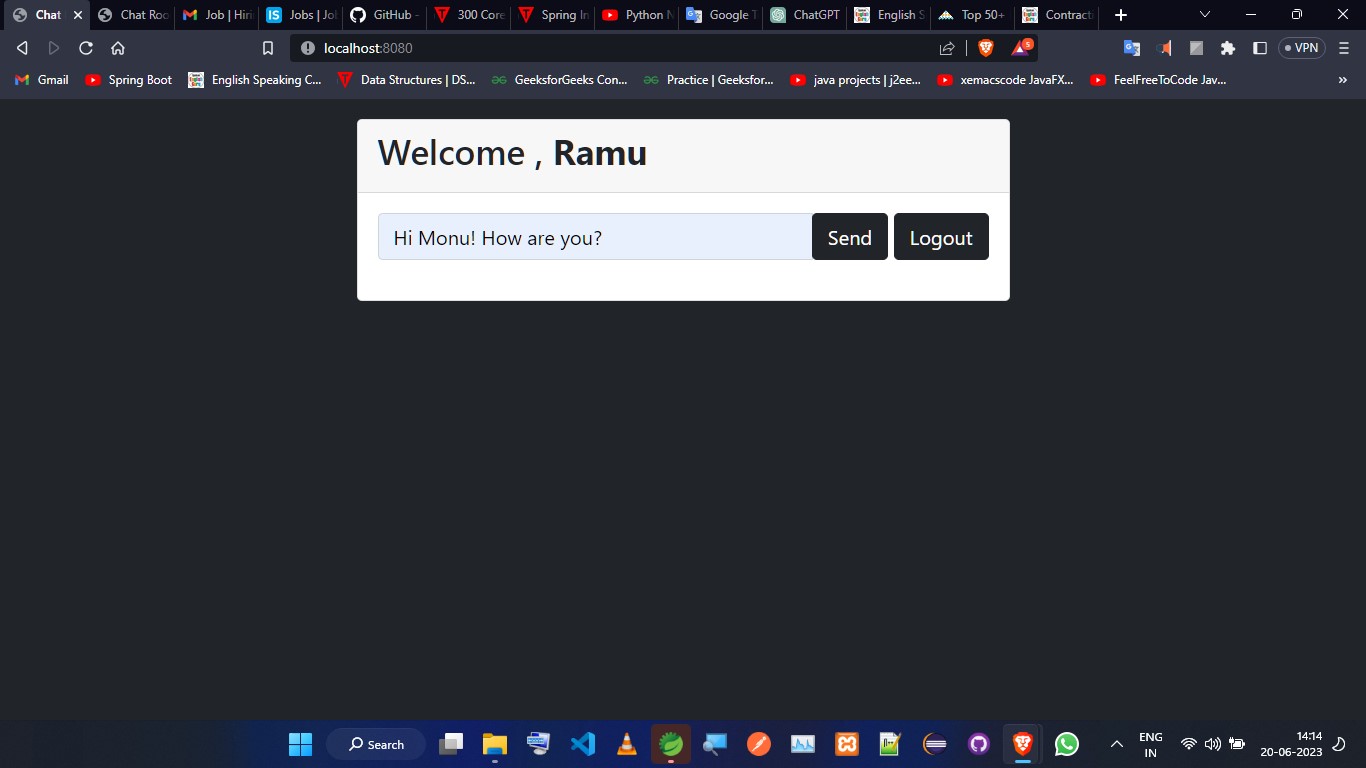 Chat
Chat Roo
Job | Hiri
Jobs | Jo
GitHub -
300 Core
Spring In
Python N
Google T
ChatGPT
English S
Top 50+
Contract
localhost:8080
5
VPN
Gmail
Spring Boot
English Speaking C...
Data Structures | DS...
GeeksforGeeks Con...
Practice | Geeksfor...
java projects | j2ee...
xemacscode JavaFX...
FeelFreeToCode Jav...
»
Welcome , Ramu
Hi Monu! How are you?
Send
Logout
Search
ENG
IN
14:14
20-06-2023